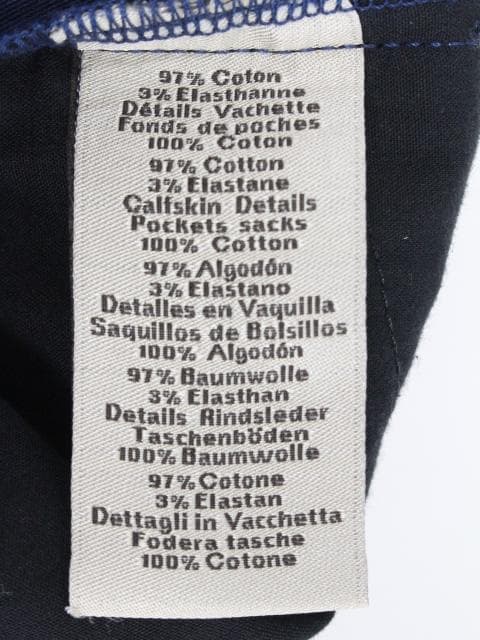 97% Coton
3% Elasthanne
Détails Vachette
Fonds de poches
100% Coton
97% Cotton
3% Elastane
Calfskin Details
Pockets sacks
100% Cotton
97% Algodón
3% Elastano
Detalles en Vaquilla
Saquillos de Bolsillos
100% Algodón
97% Baumwolle
3% Elasthan
Details Rindsleder
Taschenböden
100% Baumwolle
97% Cotone
3% Elastan
Dettagli in Vacchetta
Fodera tasche
100% Cotone